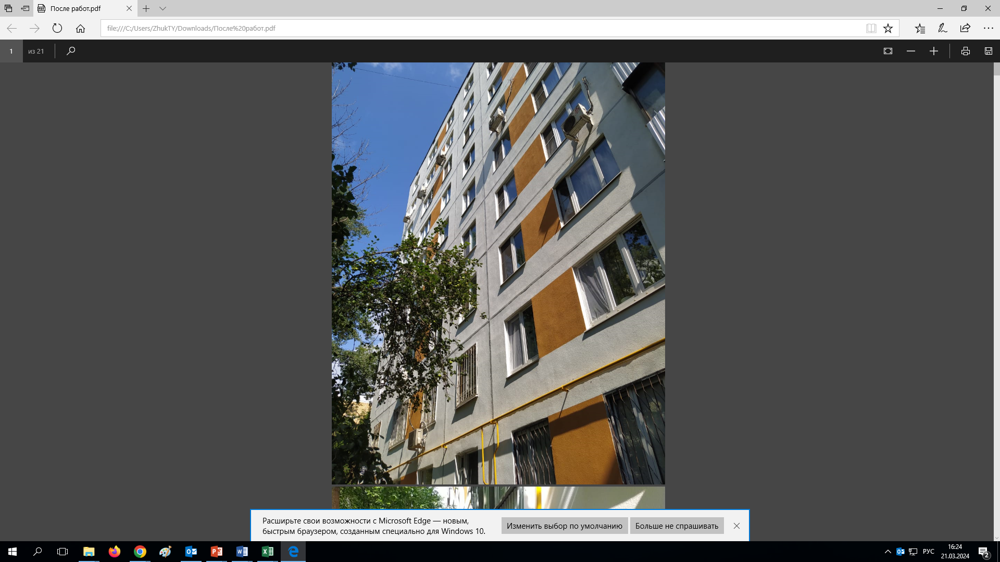 После работ.pdf
file:///C:/Users/ZhukTY/Downloads/После%20работ.pdf
1 из 21
Расширьте свои возможности с Microsoft Edge — новым,
быстрым браузером, созданным специально для Windows 10.
Изменить выбор по умолчанию
Больше не спрашивать
РУС
16:24
21.03.2024
2